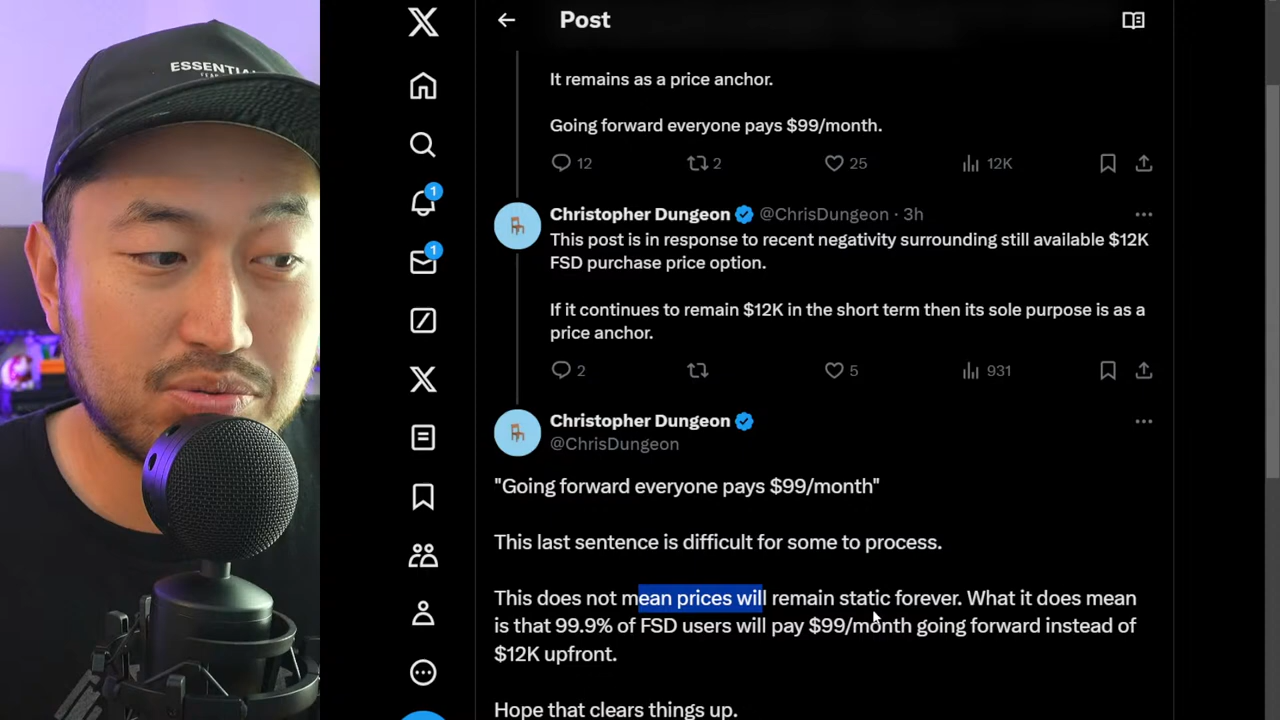 ESSENTIAL
Post
It remains as a price anchor.
Going forward everyone pays $99/month.
12 2 25 12K
Christopher Dungeon @ChrisDungeon · 3h
This post is in response to recent negativity surrounding still available $12K
FSD purchase price option.
If it continues to remain $12K in the short term then its sole purpose is as a
price anchor.
2 5 931
1
1
Christopher Dungeon
@ChrisDungeon
"Going forward everyone pays $99/month"
This last sentence is difficult for some to process.
This does not mean prices will remain static forever. What it does mean
is that 99.9% of FSD users will pay $99/month going forward instead of
$12K upfront.
Hope that clears things up.